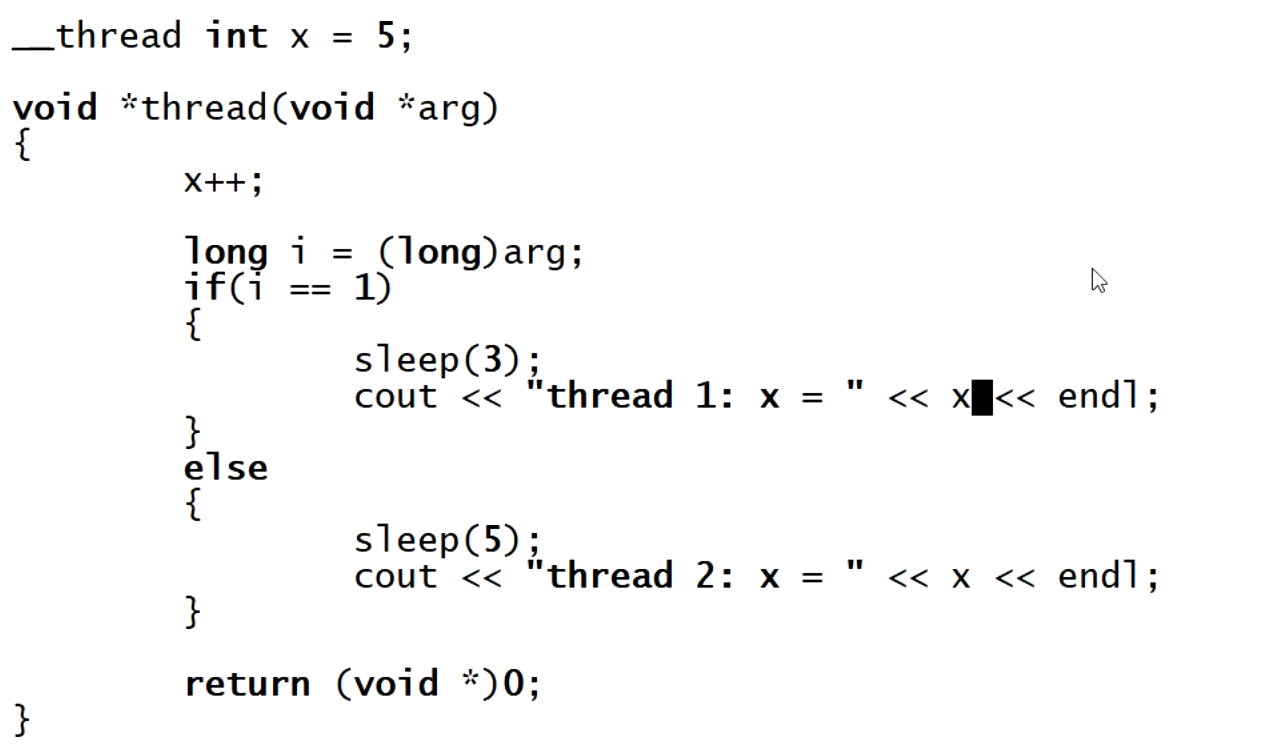 __thread int x = 5;
void *thread(void *arg)
{
x++;
long i = (long)arg;
if(i == 1)
{
sleep(3);
cout << "thread 1: x = " << x << endl;
}
else
{
sleep(5);
cout << "thread 2: x = " << x << endl;
}
return (void *)0;
}